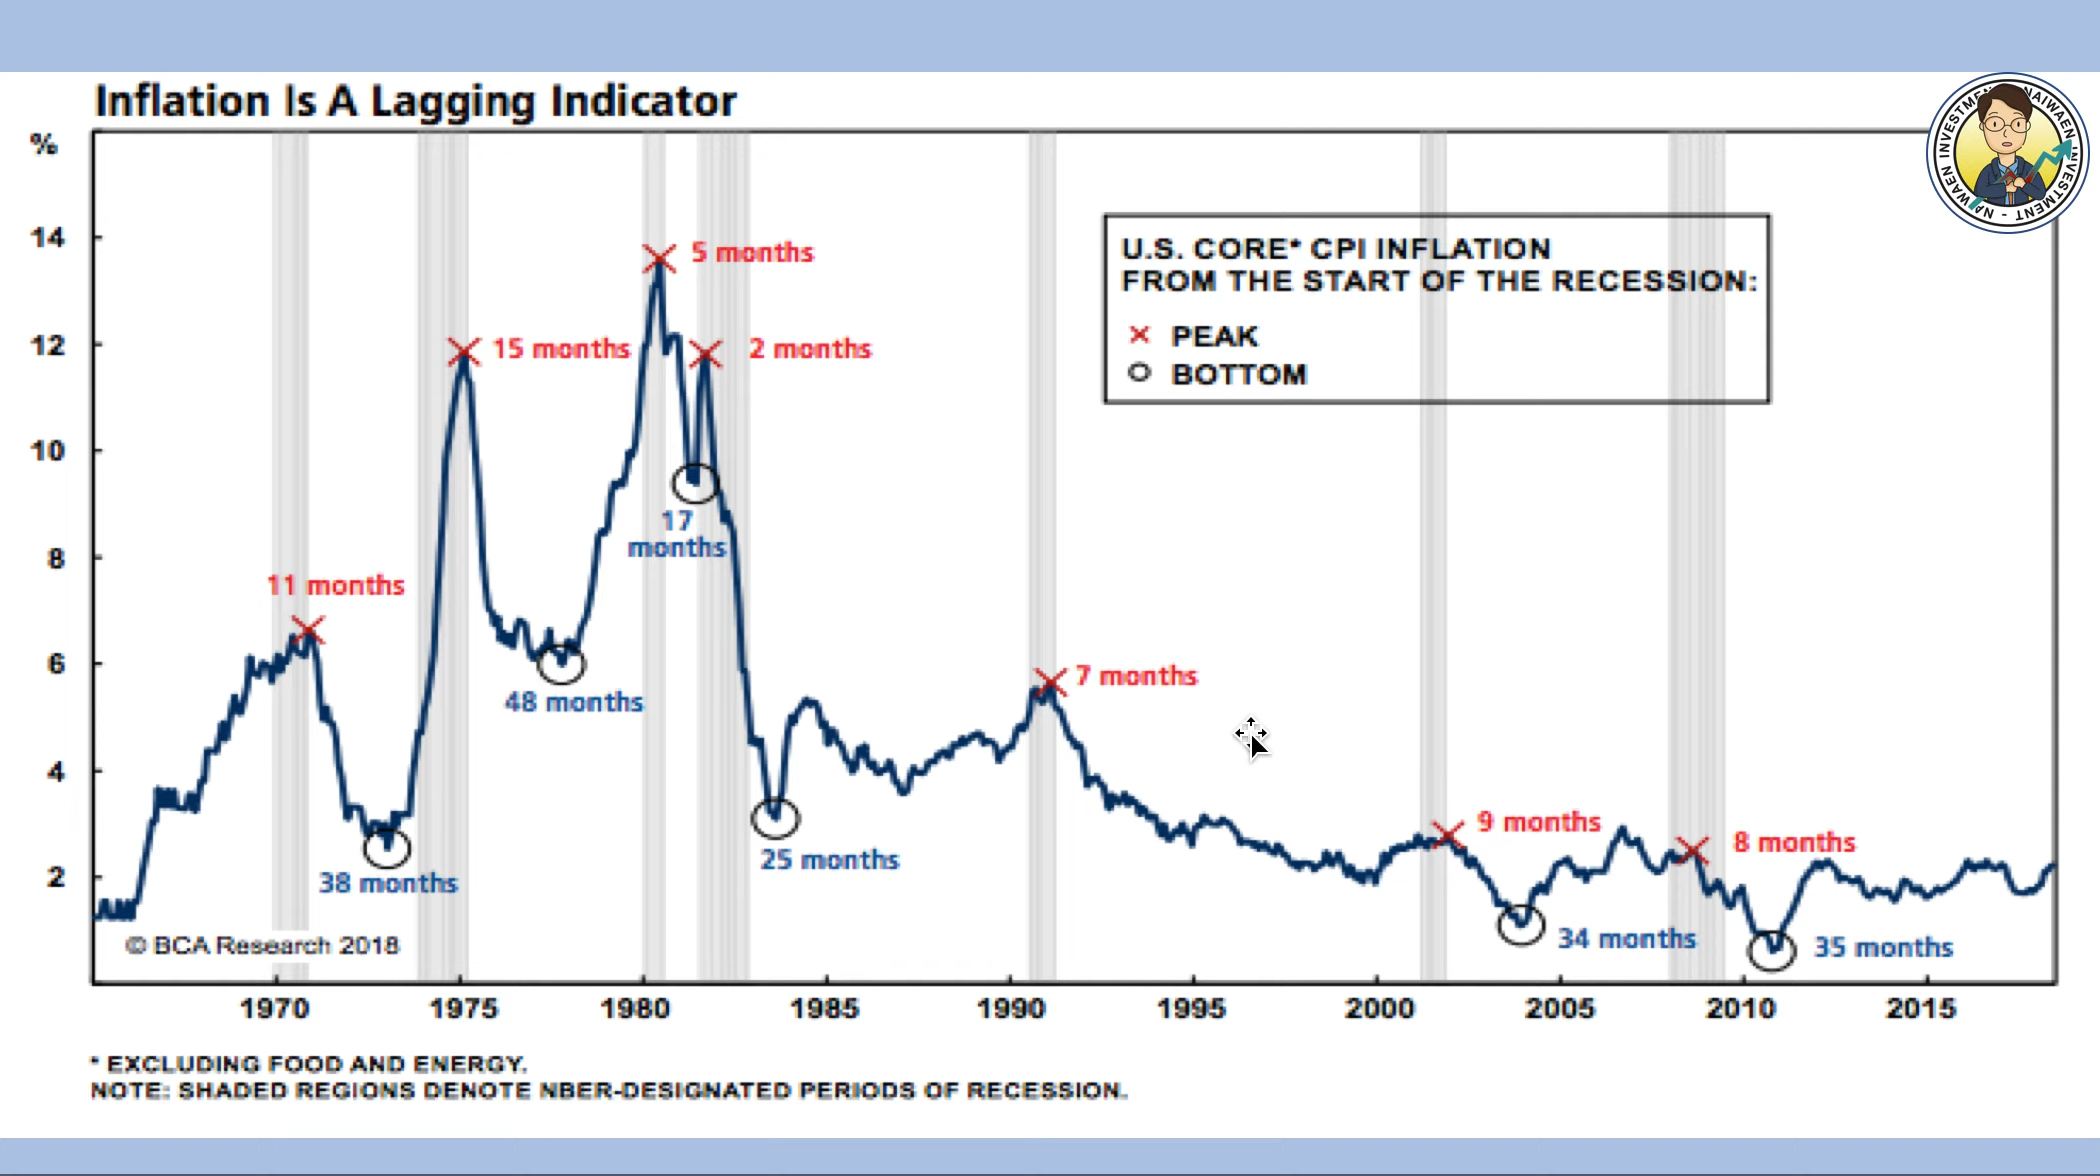 Inflation Is A Lagging Indicator
%
14
12
10
8
6
4
2
5 months
15 months
2 months
17
months
11 months
48 months
7 months
25 months
38 months
9 months
8 months
34 months
35 months
U.S. CORE* CPI INFLATION
FROM THE START OF THE RECESSION:
PEAK
BOTTOM
© BCA Research 2018
1970 1975 1980 1985 1990 1995 2000 2005 2010 2015
* EXCLUDING FOOD AND ENERGY.
NOTE: SHADED REGIONS DENOTE NBER-DESIGNATED PERIODS OF RECESSION.
NAIWAEN INVESTMENT